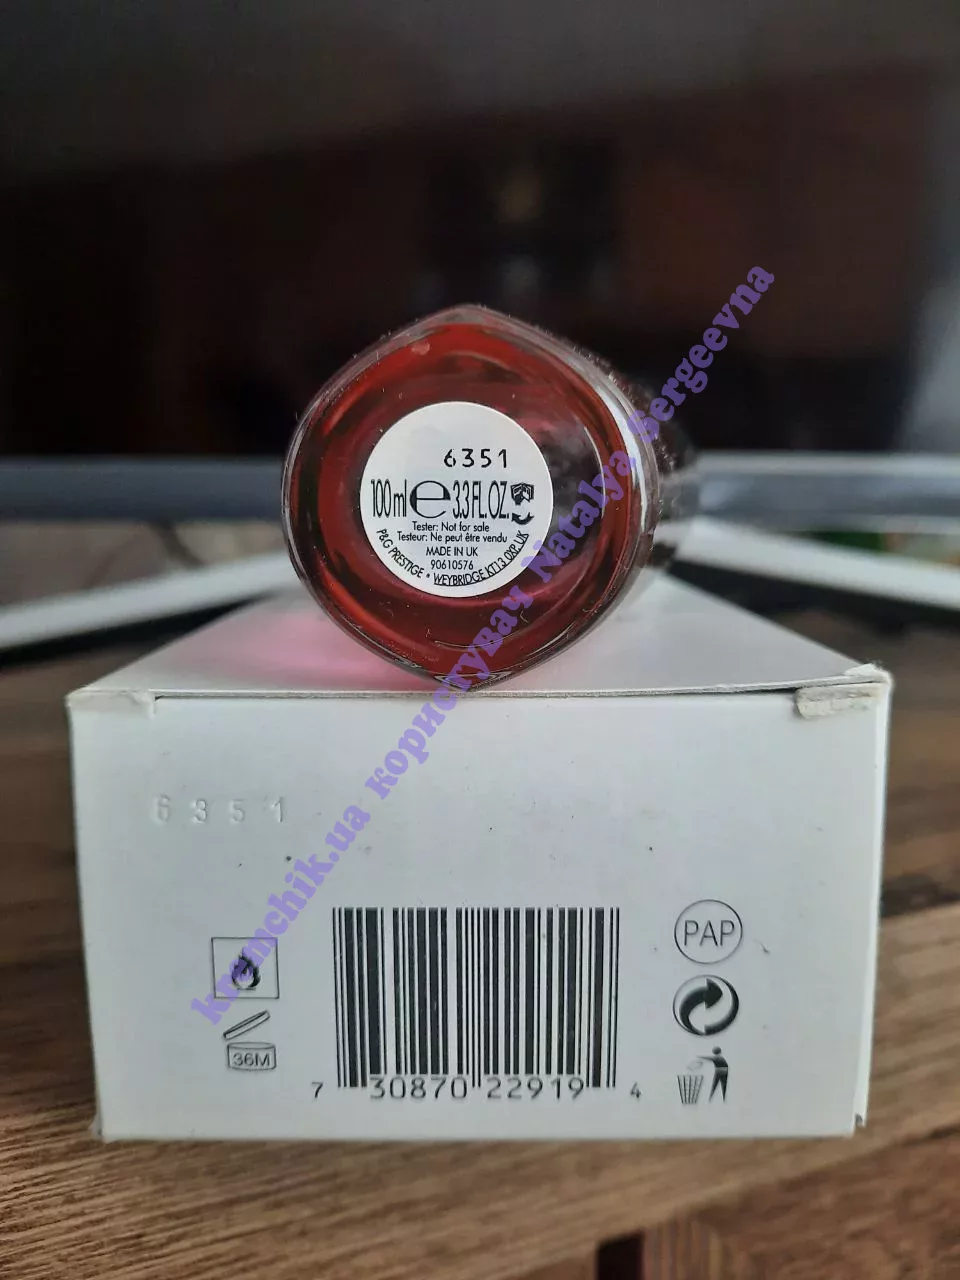 6351
100ml e 3.3 FL. OZ.
Tester: Not for sale
Testeur: Ne peut être vendu
MADE IN UK
90610576
P&G PRESTIGE • WEYBRIDGE KT13 0XP. UK
6351
PAP
36M
7 30870 22919 4
kremchik.ua користувач Natalya Sergeevna